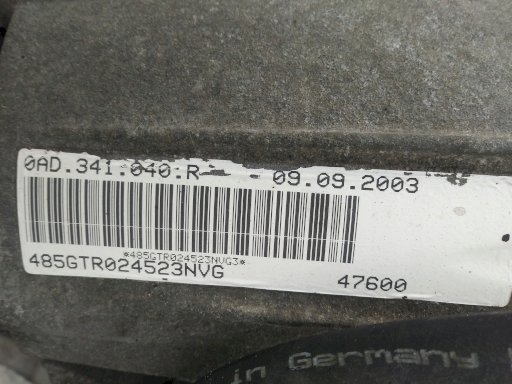 0AD.341.040.R 09.09.2003
*485GTR024523NVG3*
485GTR024523NVG 47600
in Germany